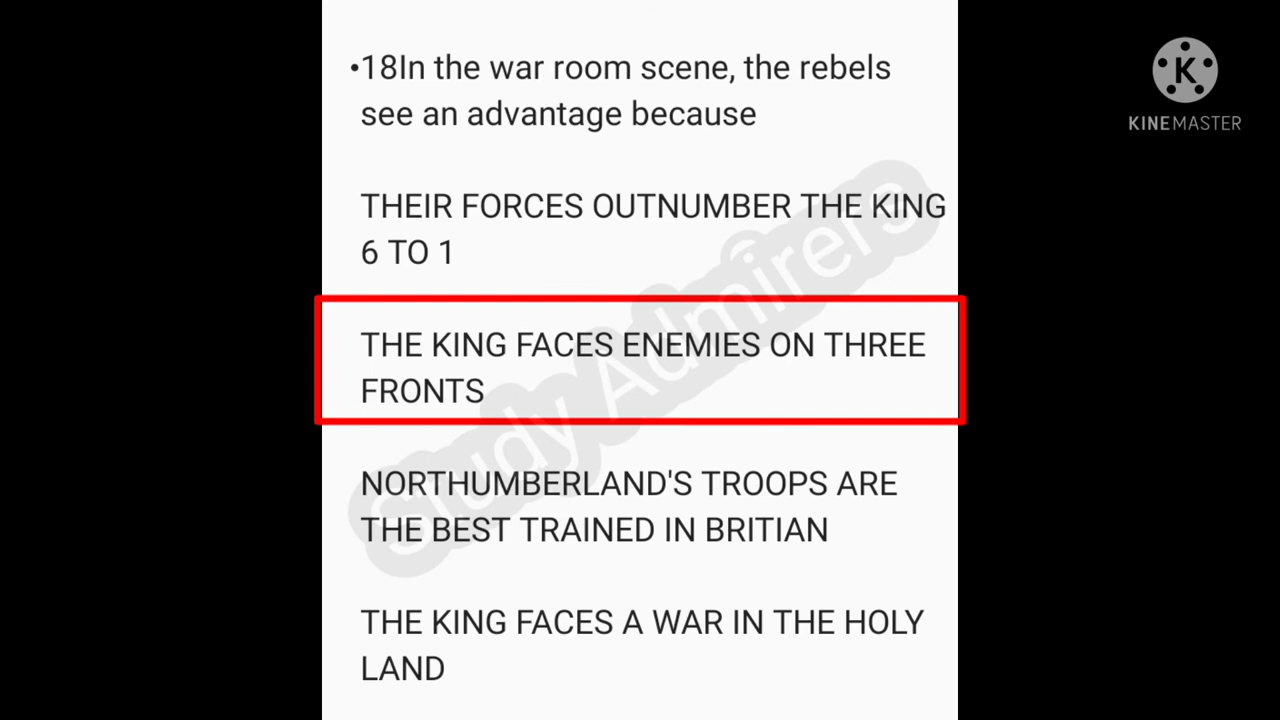 •18In the war room scene, the rebels
see an advantage because
THEIR FORCES OUTNUMBER THE KING
6 TO 1
THE KING FACES ENEMIES ON THREE
FRONTS
NORTHUMBERLAND'S TROOPS ARE
THE BEST TRAINED IN BRITIAN
THE KING FACES A WAR IN THE HOLY
LAND
Study Admirers
K
KINEMASTER